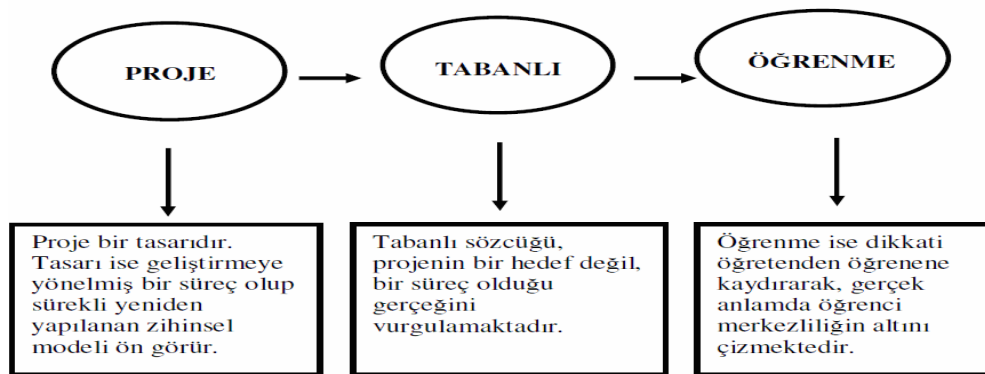 PROJE
TABANLI
ÖĞRENME
Proje bir tasarıdır.
Tasarı ise geliştirmeye
yönelmiş bir süreç olup
sürekli yeniden
yapılanan zihinsel
modeli ön görür.
Tabanlı sözcüğü,
projenin bir hedef değil,
bir süreç olduğu
gerçeğini
vurgulamaktadır.
Öğrenme ise dikkati
öğretenden öğrenene
kaydırarak, gerçek
anlamda öğrenci
merkezliliğin altını
çizmektedir.